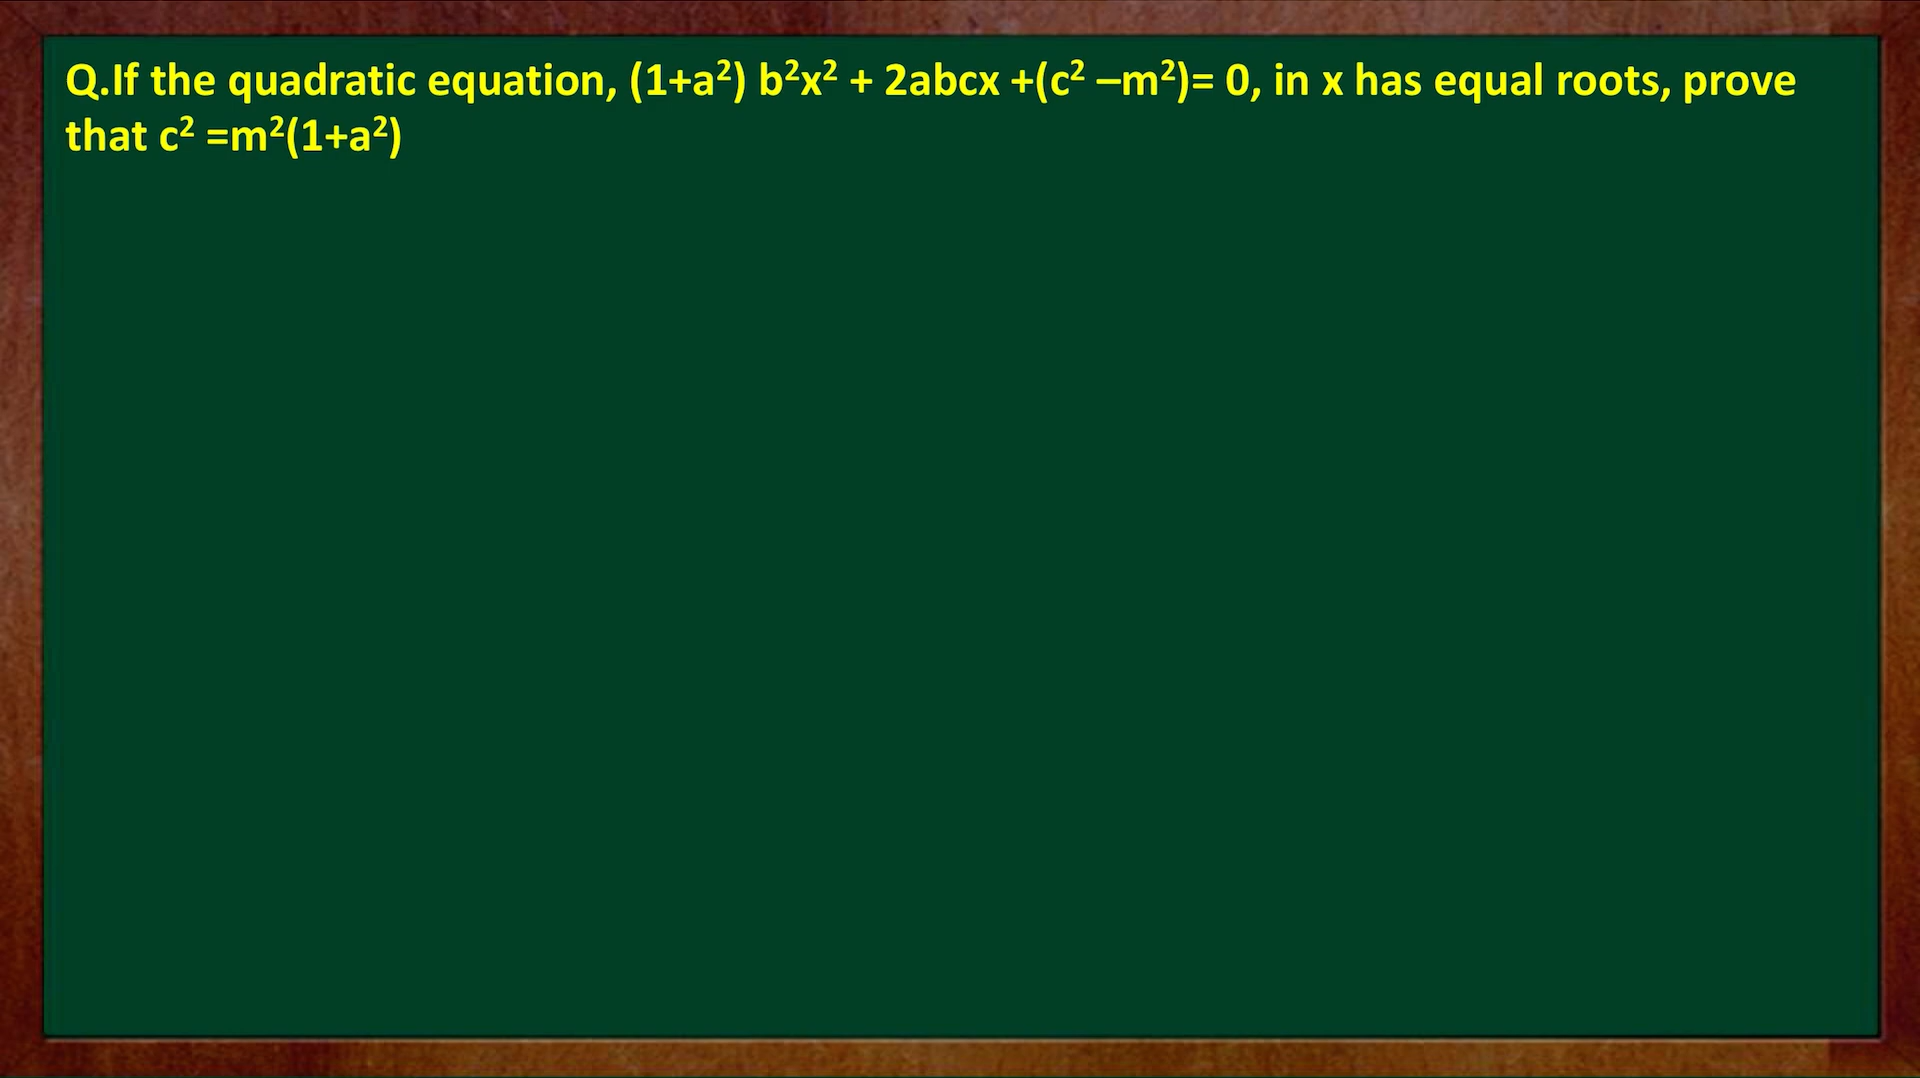 Q.If the quadratic equation, (1+a²) b²x² + 2abcx +(c² –m²)= 0, in x has equal roots, prove
that c² =m²(1+a²)